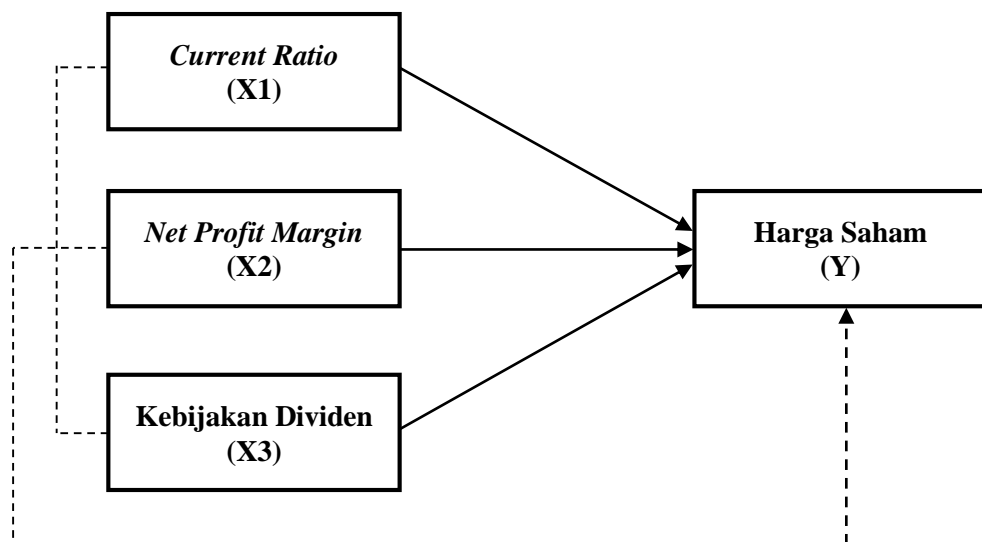 Current Ratio
(X1)
Net Profit Margin
(X2)
Harga Saham
(Y)
Kebijakan Dividen
(X3)